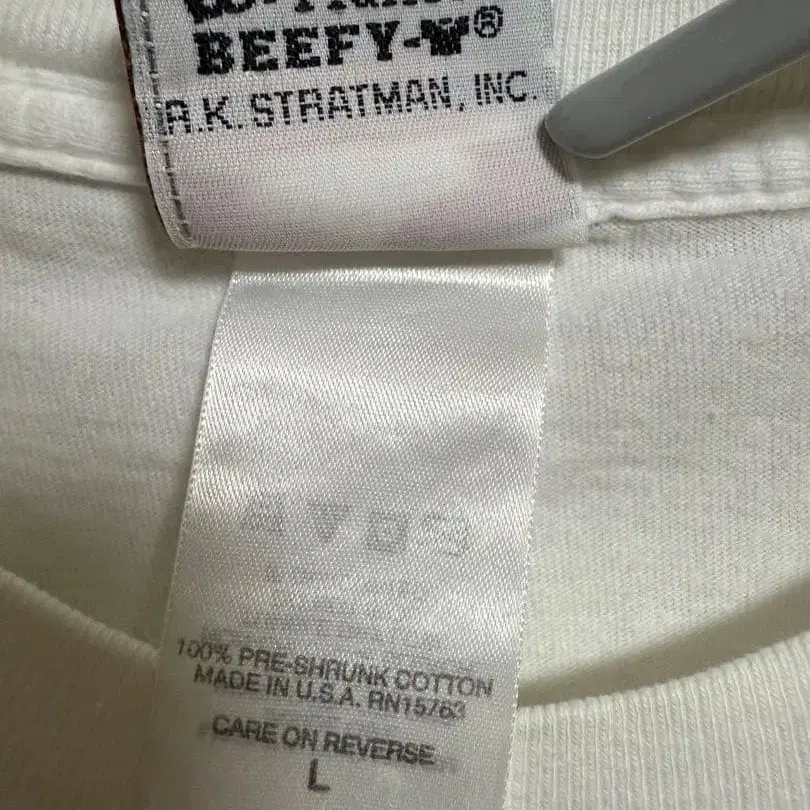 BEEFY-T®
R.K. STRATMAN, INC.
100% PRE-SHRUNK COTTON
MADE IN U.S.A. RN15763
CARE ON REVERSE
L